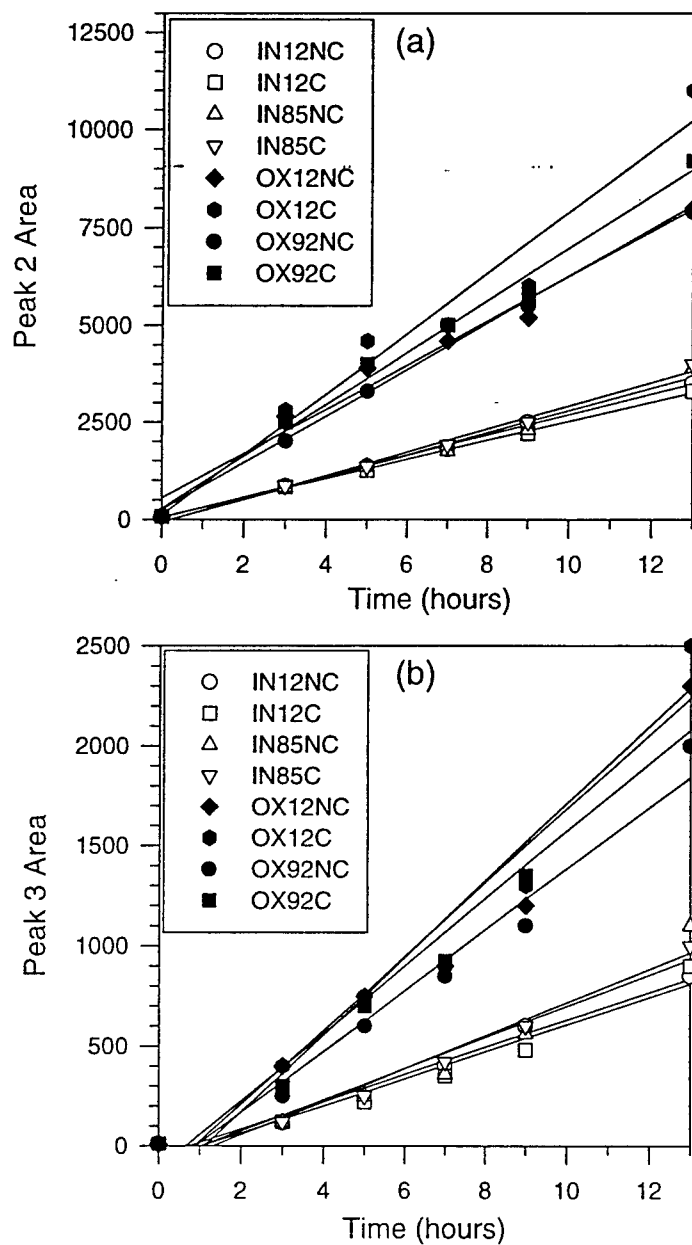 (a)
12500
10000
7500
5000
2500
0
Peak 2 Area
IN12NC
IN12C
IN85NC
IN85C
OX12NC
OX12C
OX92NC
OX92C
0 2 4 6 8 10 12
Time (hours)
(b)
2500
2000
1500
1000
500
0
Peak 3 Area
IN12NC
IN12C
IN85NC
IN85C
OX12NC
OX12C
OX92NC
OX92C
0 2 4 6 8 10 12
Time (hours)